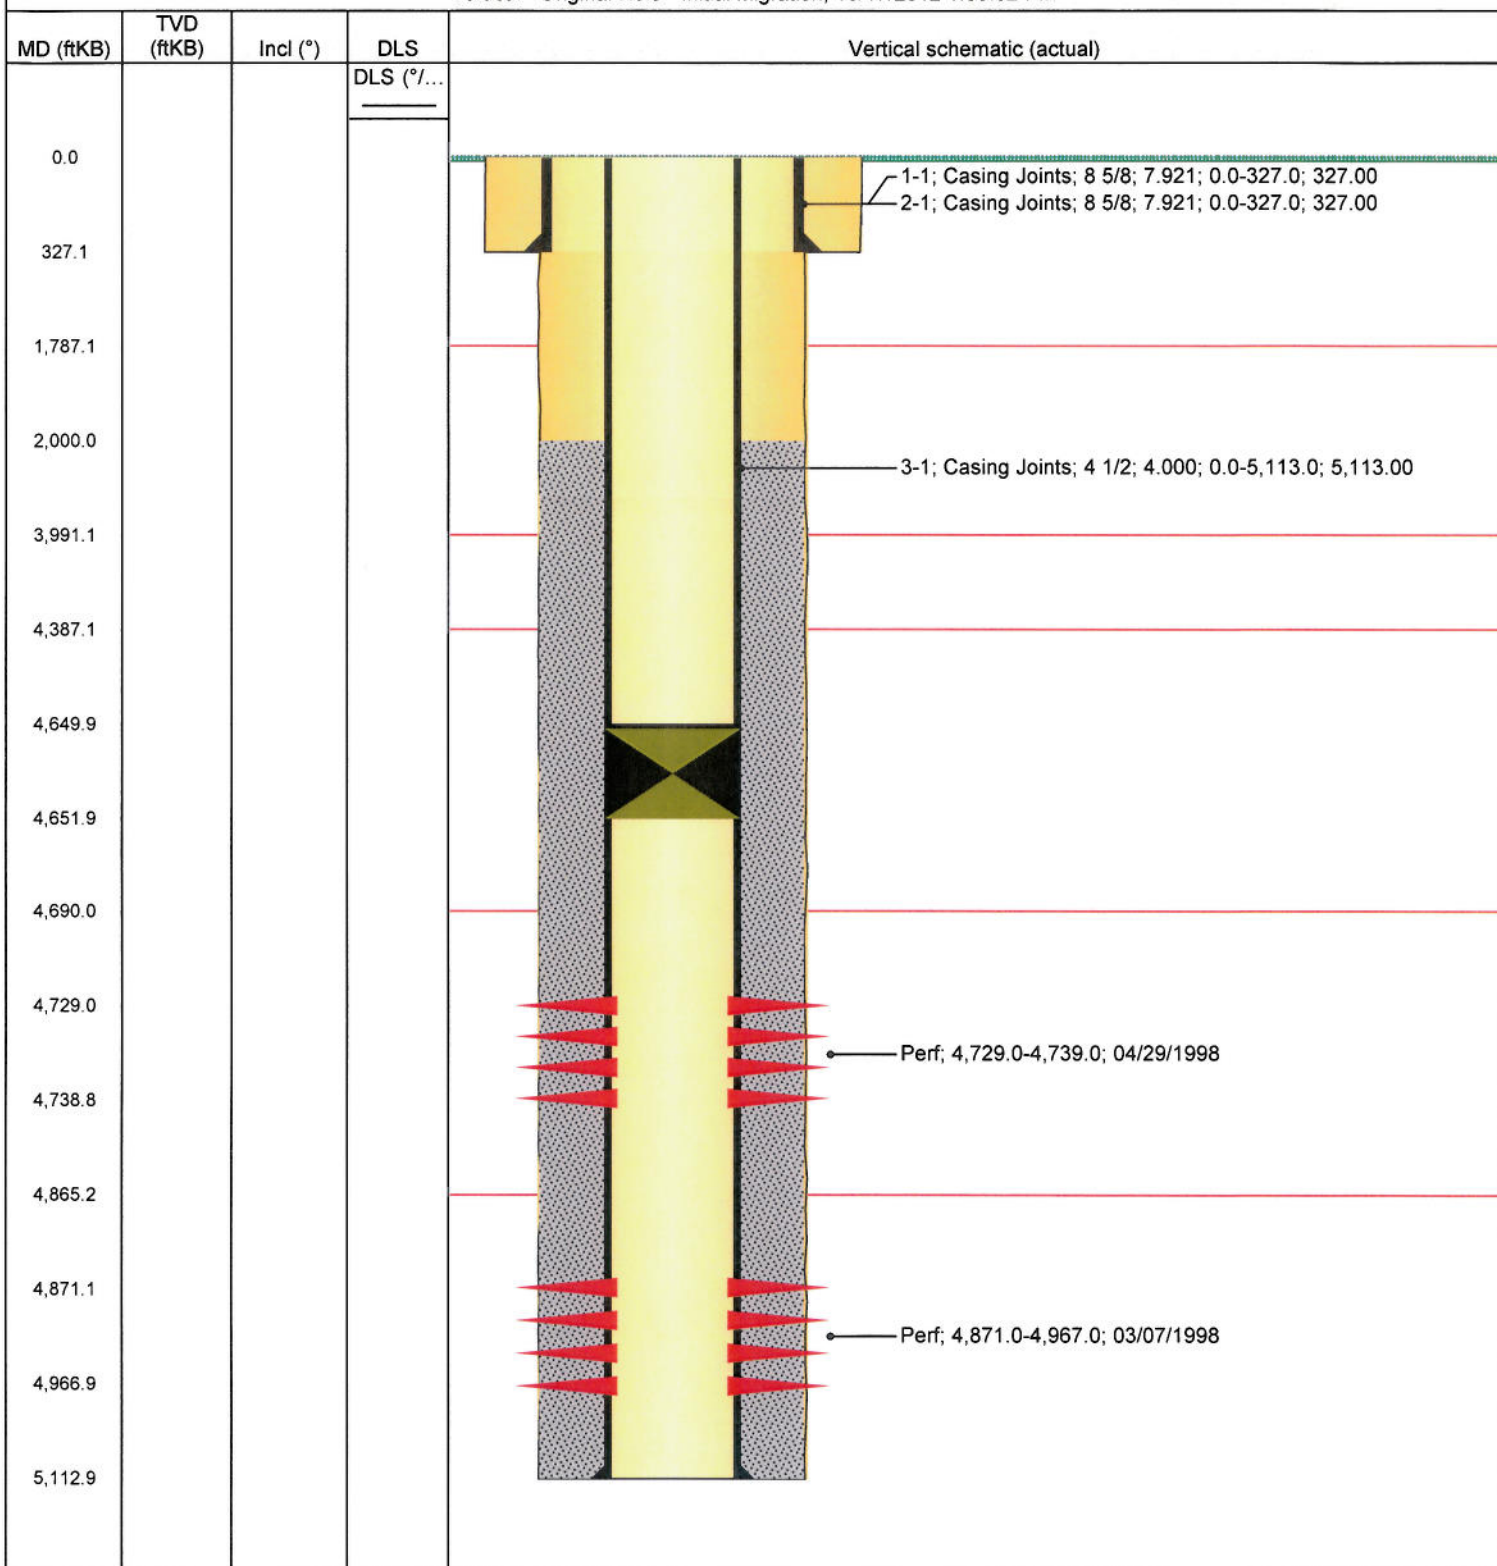 MD (ftKB)
TVD
(ftKB)
Incl (°)
DLS
Vertical schematic (actual)
DLS (°/...
0.0
1-1; Casing Joints; 8 5/8; 7.921; 0.0-327.0; 327.00
2-1; Casing Joints; 8 5/8; 7.921; 0.0-327.0; 327.00
327.1
1,787.1
2,000.0
3-1; Casing Joints; 4 1/2; 4.000; 0.0-5,113.0; 5,113.00
3,991.1
4,387.1
4,649.9
4,651.9
4,690.0
4,729.0
Perf; 4,729.0-4,739.0; 04/29/1998
4,738.8
4,865.2
4,871.1
Perf; 4,871.0-4,967.0; 03/07/1998
4,966.9
5,112.9